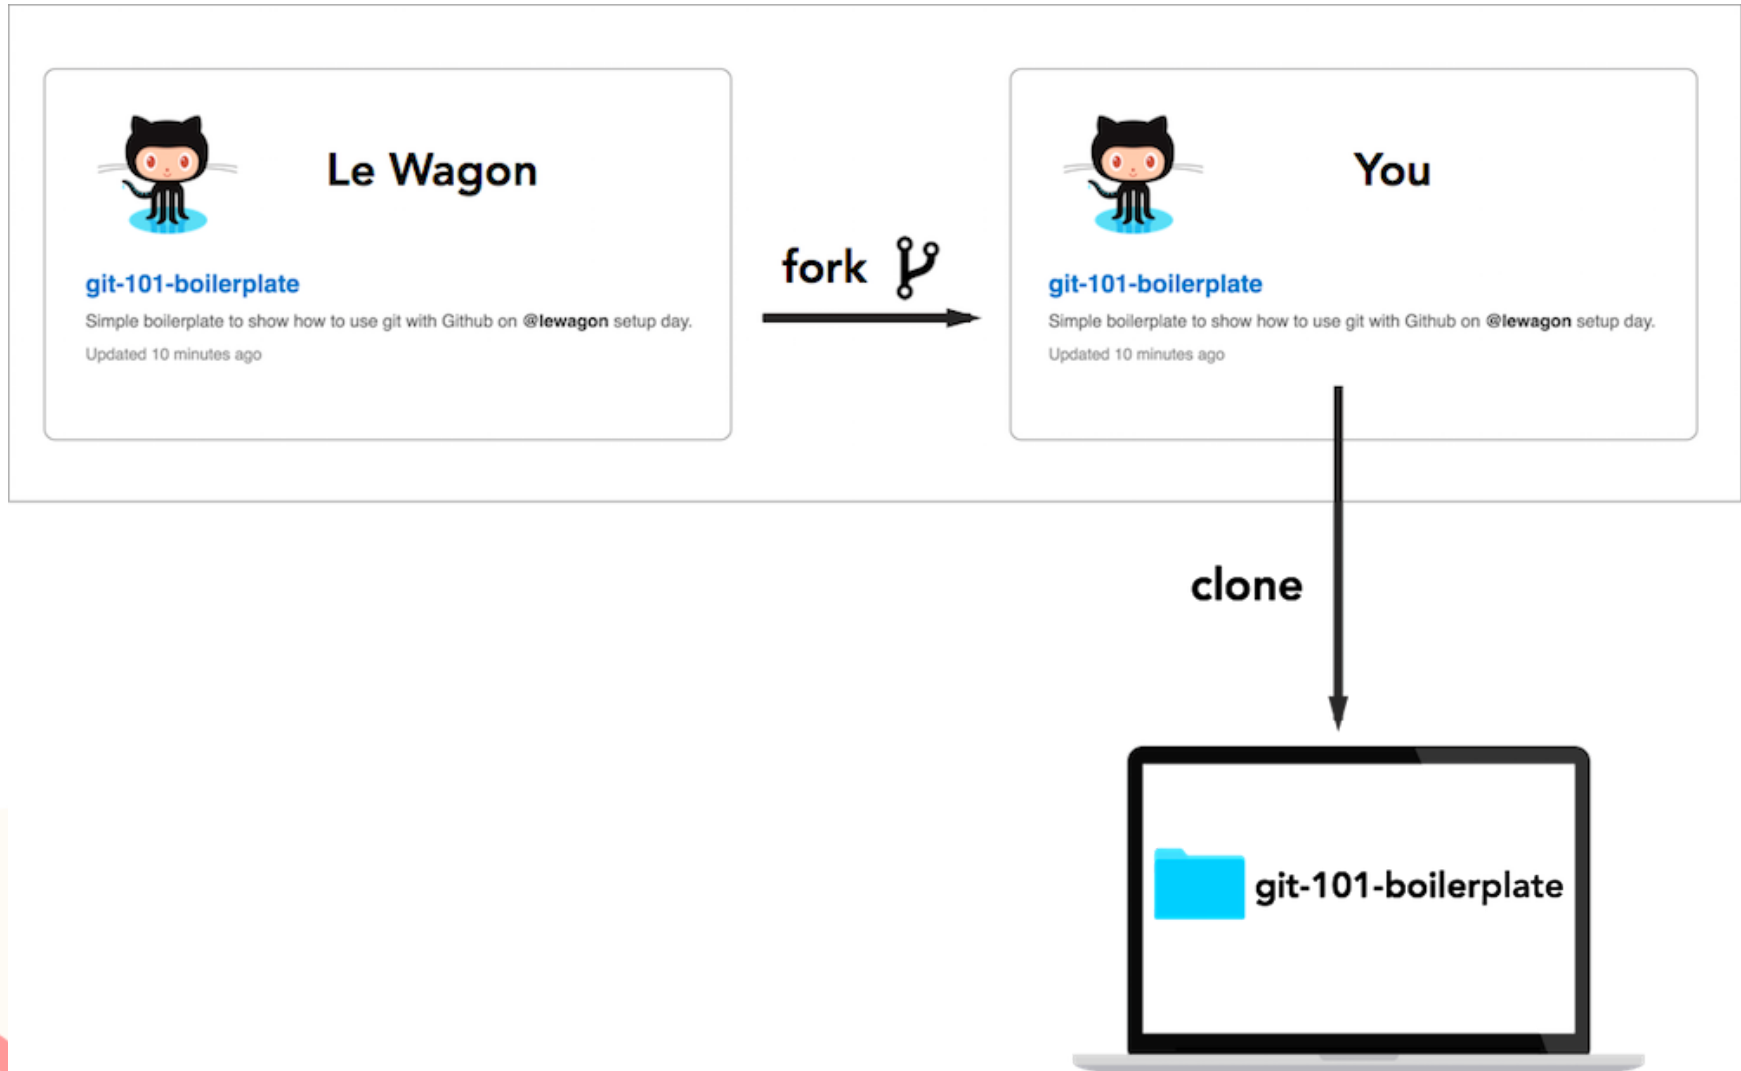 Le Wagon
git-101-boilerplate
Simple boilerplate to show how to use git with Github on @lewagon setup day.
Updated 10 minutes ago
fork
You
git-101-boilerplate
Simple boilerplate to show how to use git with Github on @lewagon setup day.
Updated 10 minutes ago
clone
git-101-boilerplate